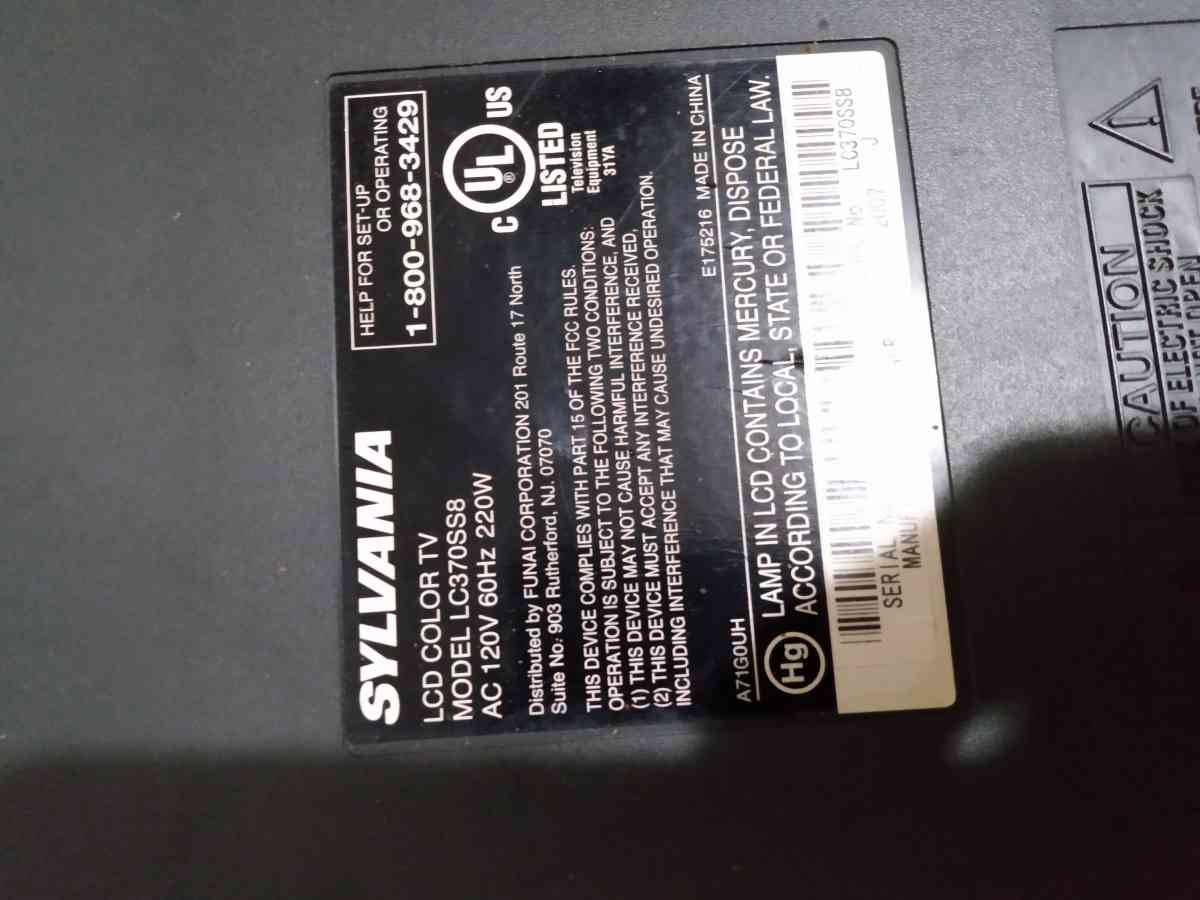 SYLVANIA
LCD COLOR TV
MODEL LC370SS8
AC 120V 60Hz 220W
HELP FOR SET-UP
OR OPERATING
1-800-968-3429
C UL ® US
LISTED
Television
Equipment
31YA
Distributed by FUNAI CORPORATION 201 Route 17 North
Suite No. 903 Rutherford, NJ. 07070
THIS DEVICE COMPLIES WITH PART 15 OF THE FCC RULES.
OPERATION IS SUBJECT TO THE FOLLOWING TWO CONDITIONS:
(1) THIS DEVICE MAY NOT CAUSE HARMFUL INTERFERENCE, AND
(2) THIS DEVICE MUST ACCEPT ANY INTERFERENCE RECEIVED,
INCLUDING INTERFERENCE THAT MAY CAUSE UNDESIRED OPERATION.
A71G0UH E175216 MADE IN CHINA
Hg LAMP IN LCD CONTAINS MERCURY, DISPOSE
ACCORDING TO LOCAL, STATE OR FEDERAL LAW.
SERIAL No LC370SS8
2007 J
CAUTION
OF ELECTRIC SHOCK
OPEN